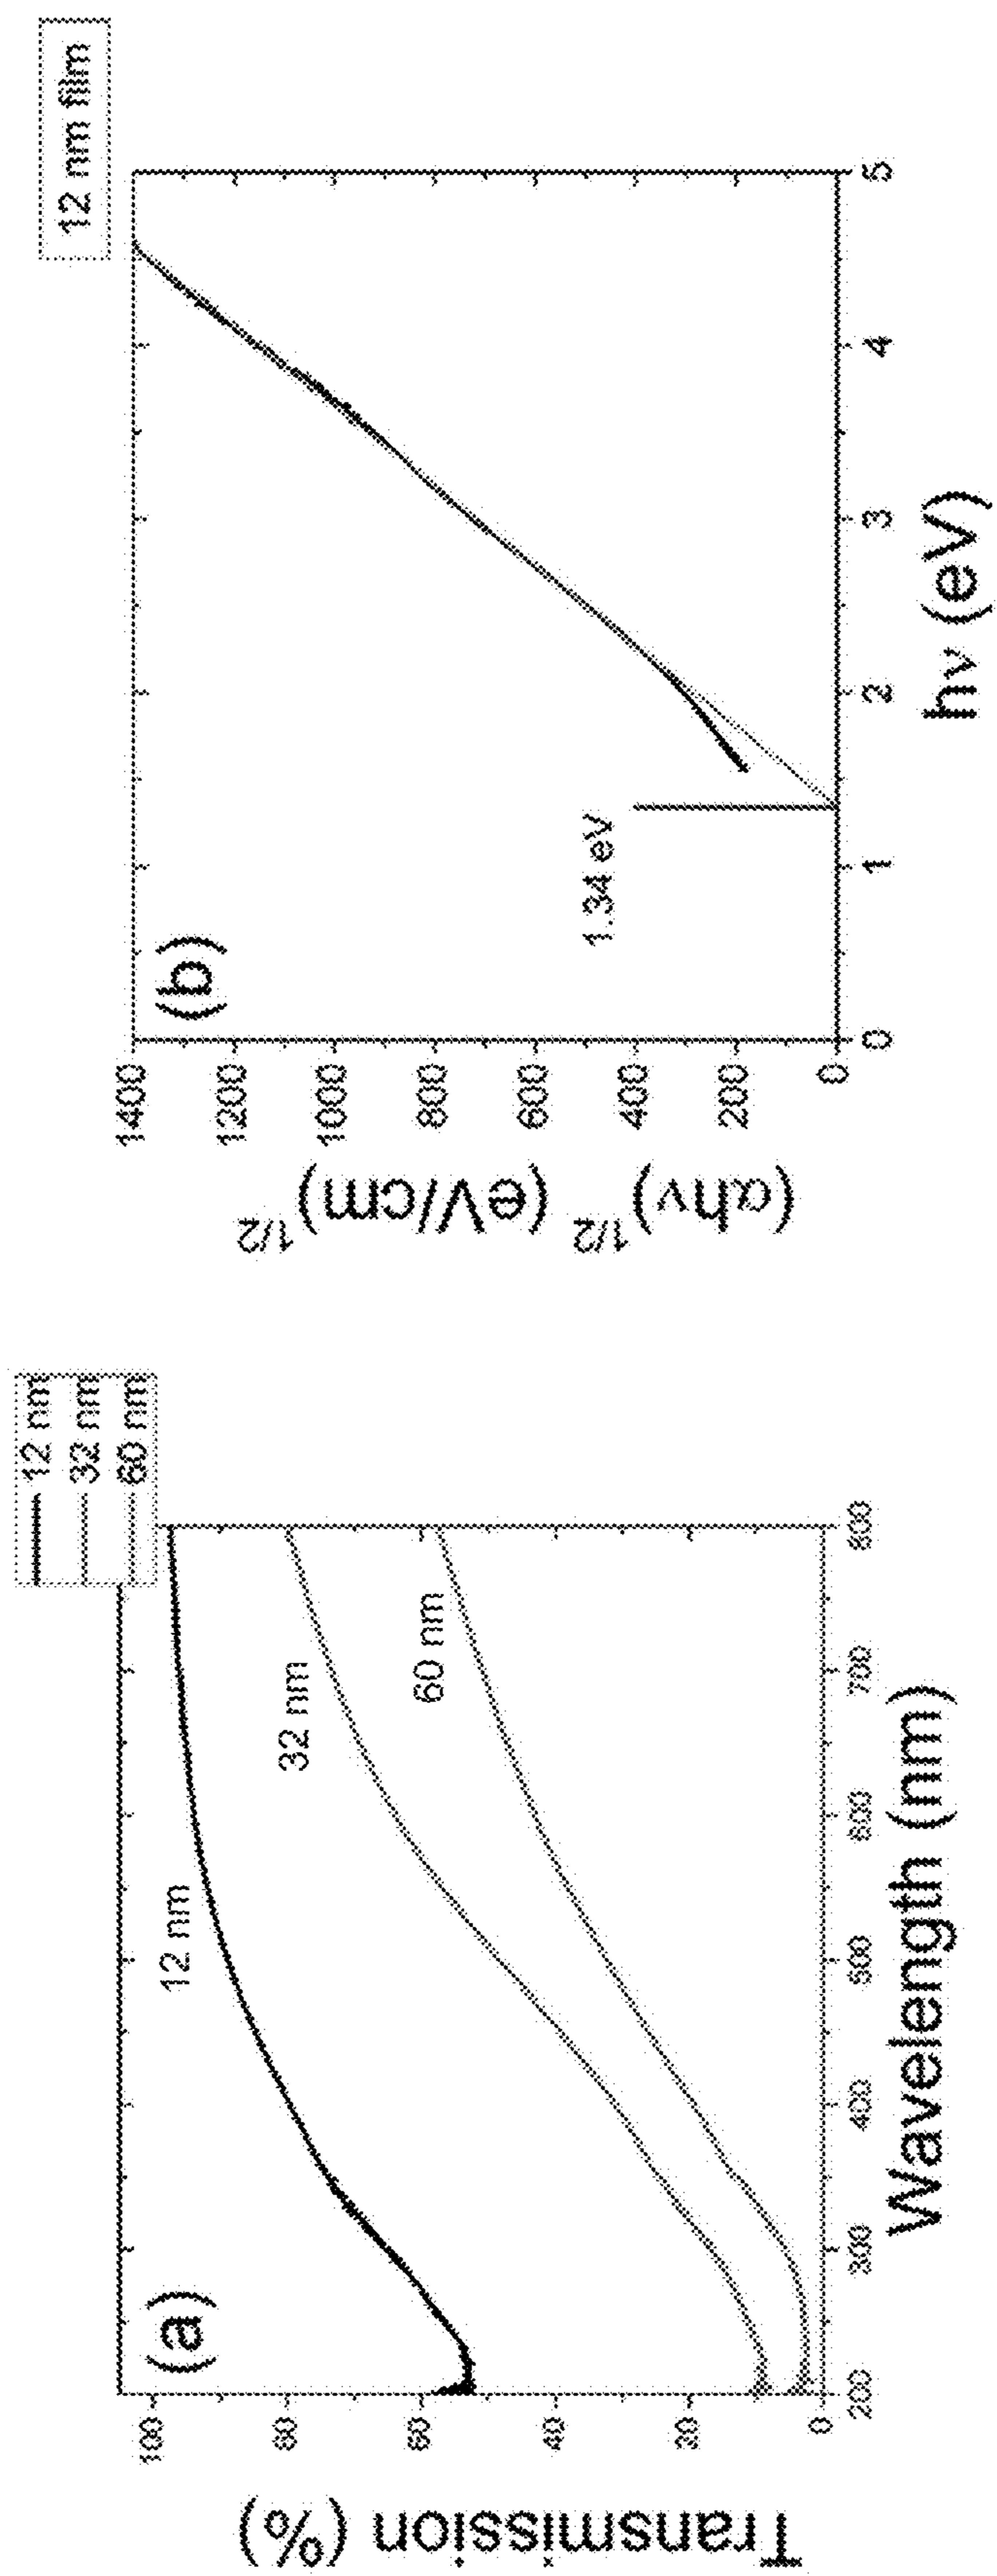 (a)
12 nm
32 nm
60 nm
12 nm
32 nm
60 nm
100
80
60
40
20
0
200
300
400
500
600
700
800
Transmission (%)
Wavelength (nm)
(b)
12 nm film
1.34 eV
1400
1200
1000
800
600
400
200
0
0
1
2
3
4
5
(αhν)^1/2 (eV/cm)^1/2
hν (eV)